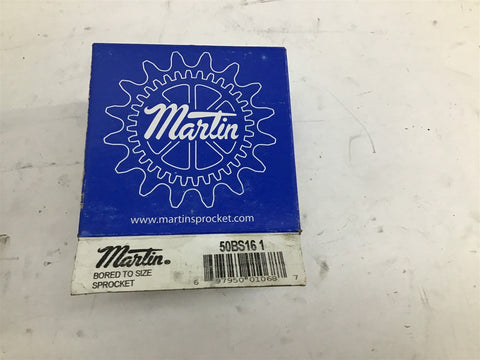 Martin
www.martinsprocket.com
Martin
50BS16 1
BORED TO SIZE
SPROCKET
6 97950 01068 7